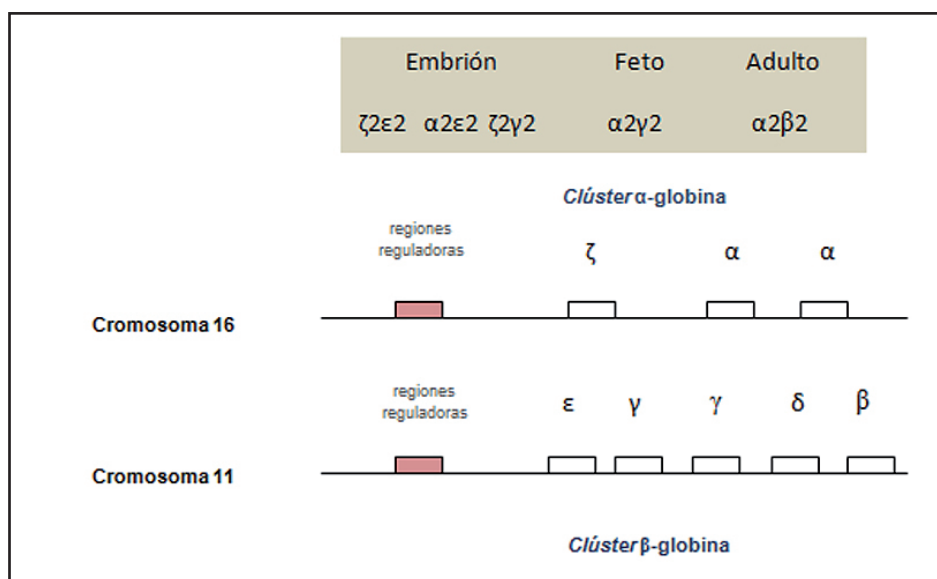 Embrión Feto Adulto
ζ2ε2 α2ε2 ζ2γ2 α2γ2 α2β2
Clúster α-globina
regiones
reguladoras
ζ α α
Cromosoma 16
regiones
reguladoras
ε γ γ δ β
Cromosoma 11
Clúster β-globina